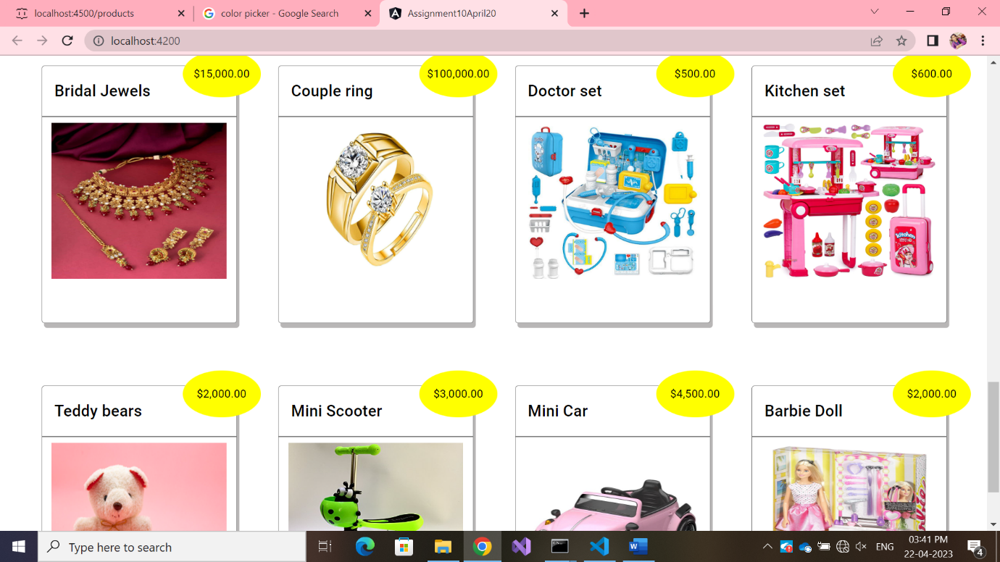 localhost:4500/products
color picker - Google Search
Assignment10April20
localhost:4200
$15,000.00
$100,000.00
$500.00
$600.00
Bridal Jewels
Couple ring
Doctor set
Kitchen set
Kitchen
$2,000.00
$3,000.00
$4,500.00
$2,000.00
Teddy bears
Mini Scooter
Mini Car
Barbie Doll
Type here to search
ENG
03:41 PM
22-04-2023
4